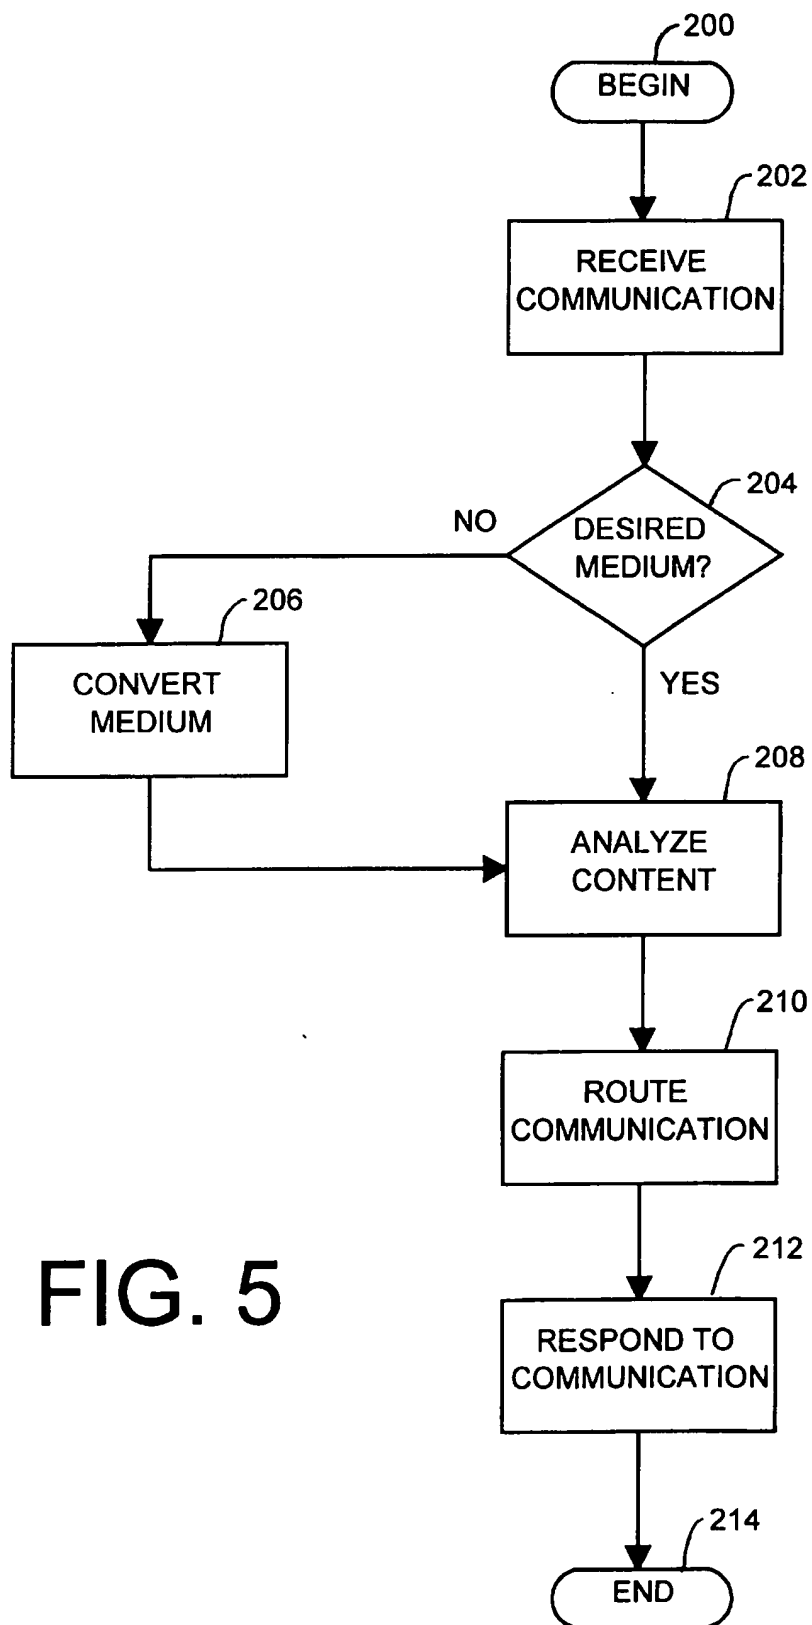 200
BEGIN
202
RECEIVE
COMMUNICATION
204
DESIRED
MEDIUM?
NO
YES
206
CONVERT
MEDIUM
208
ANALYZE
CONTENT
210
ROUTE
COMMUNICATION
212
RESPOND TO
COMMUNICATION
214
END
FIG. 5